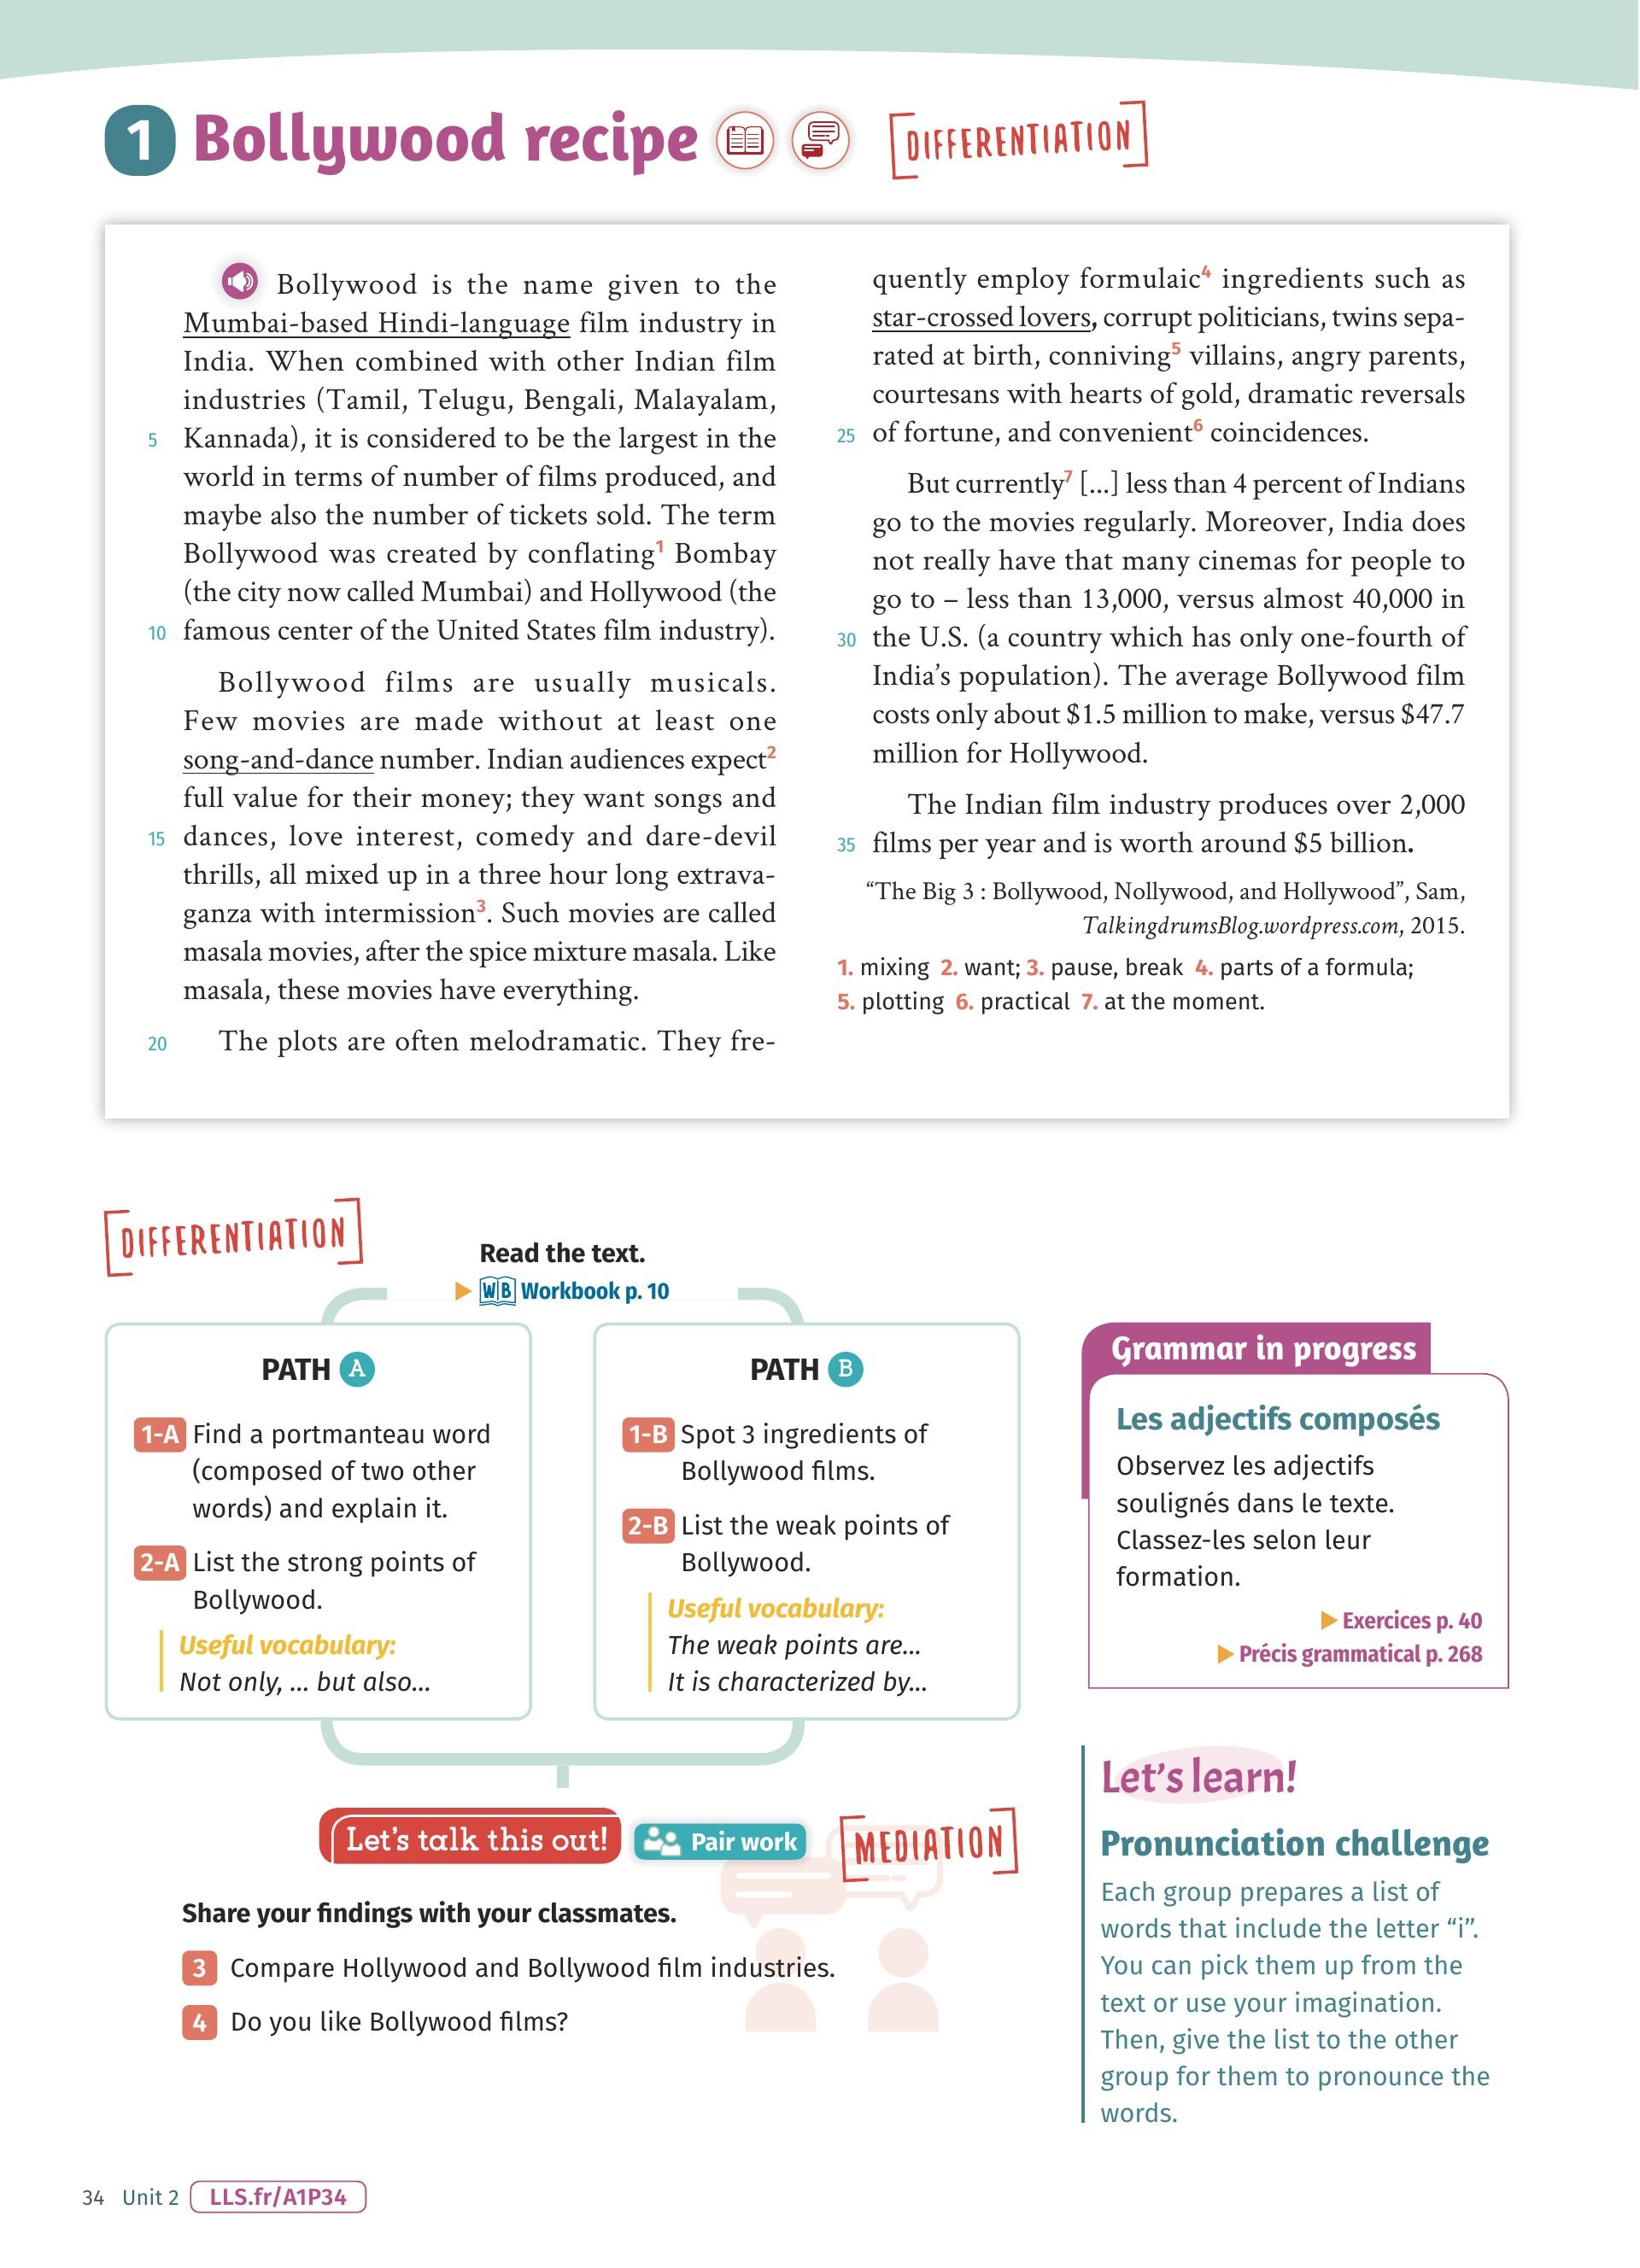 1 Bollywood recipe
DIFFERENTIATION
Bollywood is the name given to the
Mumbai-based Hindi-language film industry in
India. When combined with other Indian film
industries (Tamil, Telugu, Bengali, Malayalam,
5 Kannada), it is considered to be the largest in the
world in terms of number of films produced, and
maybe also the number of tickets sold. The term
Bollywood was created by conflating1 Bombay
(the city now called Mumbai) and Hollywood (the
10 famous center of the United States film industry).
Bollywood films are usually musicals.
Few movies are made without at least one
song-and-dance number. Indian audiences expect2
full value for their money; they want songs and
15 dances, love interest, comedy and dare-devil
thrills, all mixed up in a three hour long extrava-
ganza with intermission3. Such movies are called
masala movies, after the spice mixture masala. Like
masala, these movies have everything.
20 The plots are often melodramatic. They fre-
quently employ formulaic4 ingredients such as
star-crossed lovers, corrupt politicians, twins sepa-
rated at birth, conniving5 villains, angry parents,
courtesans with hearts of gold, dramatic reversals
25 of fortune, and convenient6 coincidences.
But currently7 [...] less than 4 percent of Indians
go to the movies regularly. Moreover, India does
not really have that many cinemas for people to
go to – less than 13,000, versus almost 40,000 in
30 the U.S. (a country which has only one-fourth of
India's population). The average Bollywood film
costs only about $1.5 million to make, versus $47.7
million for Hollywood.
The Indian film industry produces over 2,000
35 films per year and is worth around $5 billion.
“The Big 3 : Bollywood, Nollywood, and Hollywood”, Sam,
TalkingdrumsBlog.wordpress.com, 2015.
1. mixing 2. want; 3. pause, break 4. parts of a formula;
5. plotting 6. practical 7. at the moment.
DIFFERENTIATION
Read the text.
WB Workbook p. 10
PATH A
1-A Find a portmanteau word
(composed of two other
words) and explain it.
2-A List the strong points of
Bollywood.
Useful vocabulary:
Not only, ... but also...
PATH B
1-B Spot 3 ingredients of
Bollywood films.
2-B List the weak points of
Bollywood.
Useful vocabulary:
The weak points are...
It is characterized by...
Grammar in progress
Les adjectifs composés
Observez les adjectifs
soulignés dans le texte.
Classez-les selon leur
formation.
Exercices p. 40
Précis grammatical p. 268
Let's talk this out!
Pair work
MEDIATION
Share your findings with your classmates.
3 Compare Hollywood and Bollywood film industries.
4 Do you like Bollywood films?
Let's learn!
Pronunciation challenge
Each group prepares a list of
words that include the letter “i”.
You can pick them up from the
text or use your imagination.
Then, give the list to the other
group for them to pronounce the
words.
34 Unit 2 LLS.fr/A1P34